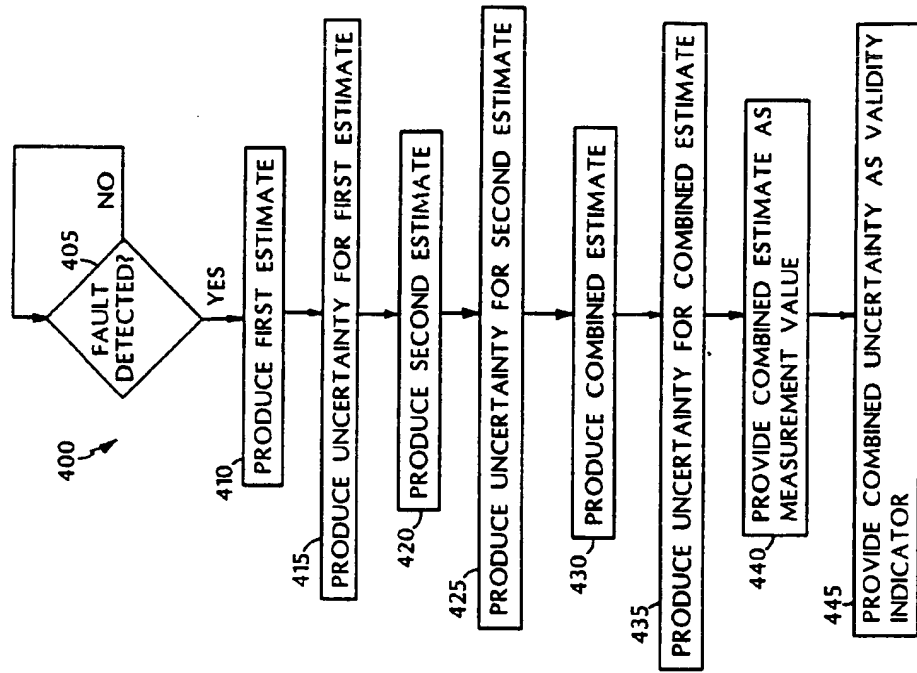 400
FAULT
DETECTED?
405
NO
YES
410
PRODUCE FIRST ESTIMATE
415
PRODUCE UNCERTAINTY FOR FIRST ESTIMATE
420
PRODUCE SECOND ESTIMATE
425
PRODUCE UNCERTAINTY FOR SECOND ESTIMATE
430
PRODUCE COMBINED ESTIMATE
435
PRODUCE UNCERTAINTY FOR COMBINED ESTIMATE
440
PROVIDE COMBINED ESTIMATE AS
MEASUREMENT VALUE
445
PROVIDE COMBINED UNCERTAINTY AS VALIDITY
INDICATOR